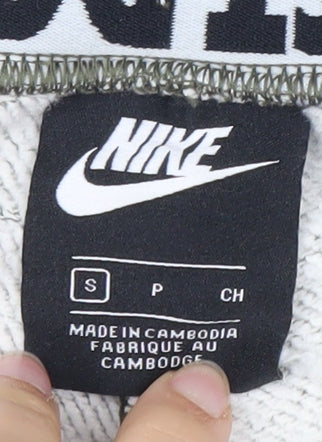 NIKE
S P CH
MADE IN CAMBODIA
FABRIQUE AU
CAMBODGE